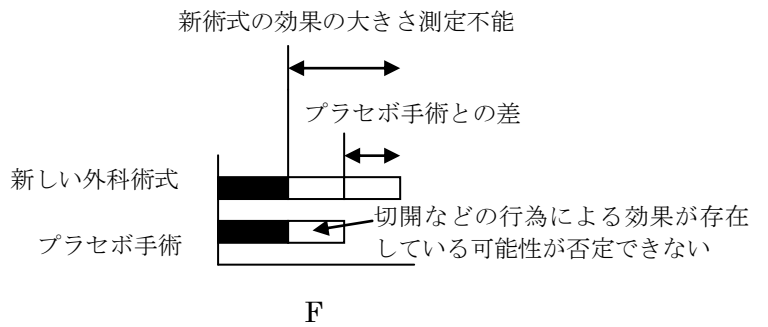 新術式の効果の大きさ測定不能
プラセボ手術との差
新しい外科術式
プラセボ手術
切開などの行為による効果が存在
している可能性が否定できない
F